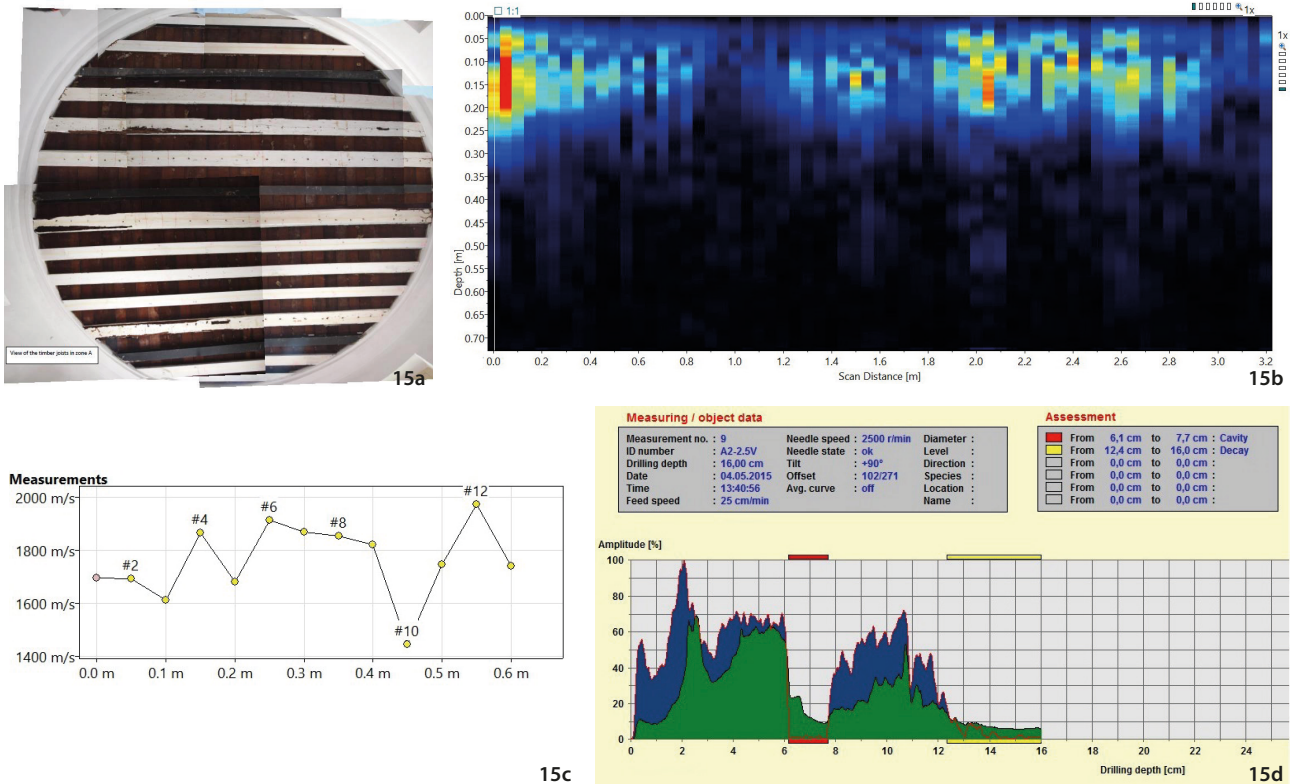 View of the timber joists in zone A
15a
1:1
1x
1x
0.00
0.05
0.10
0.15
0.20
0.25
0.30
0.35
0.40
0.45
0.50
0.55
0.60
0.65
0.70
Depth [m]
0.0 0.2 0.4 0.6 0.8 1.0 1.2 1.4 1.6 1.8 2.0 2.2 2.4 2.6 2.8 3.0 3.2
Scan Distance [m]
15b
Measurements
2000 m/s
1800 m/s
1600 m/s
1400 m/s
#2
#4
#6
#8
#10
#12
0.0 m 0.1 m 0.2 m 0.3 m 0.4 m 0.5 m 0.6 m
15c
Measuring / object data
Measurement no. : 9 Needle speed : 2500 r/min Diameter :
ID number : A2-2.5V Needle state : ok Level :
Drilling depth : 16,00 cm Tilt : +90° Direction :
Date : 04.05.2015 Offset : 102/271 Species :
Time : 13:40:56 Avg. curve : off Location :
Feed speed : 25 cm/min Name :
Assessment
From 6,1 cm to 7,7 cm : Cavity
From 12,4 cm to 16,0 cm : Decay
From 0,0 cm to 0,0 cm :
From 0,0 cm to 0,0 cm :
From 0,0 cm to 0,0 cm :
From 0,0 cm to 0,0 cm :
Amplitude [%]
100
80
60
40
20
0
0 2 4 6 8 10 12 14 16 18 20 22 24
Drilling depth [cm]
15d